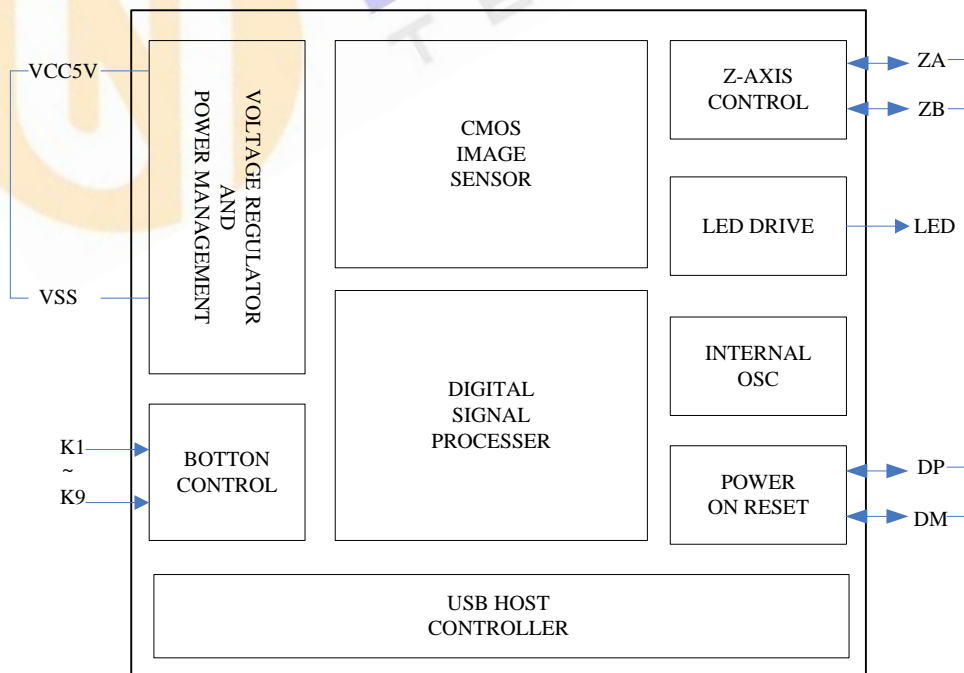 T E
VCC5V
VSS
VOLTAGE REGULATOR
AND
POWER MANAGEMENT
CMOS
IMAGE
SENSOR
Z-AXIS
CONTROL
ZA
ZB
LED DRIVE
LED
INTERNAL
OSC
DIGITAL
SIGNAL
PROCESSER
K1
~
K9
BOTTON
CONTROL
POWER
ON RESET
DP
DM
USB HOST
CONTROLLER